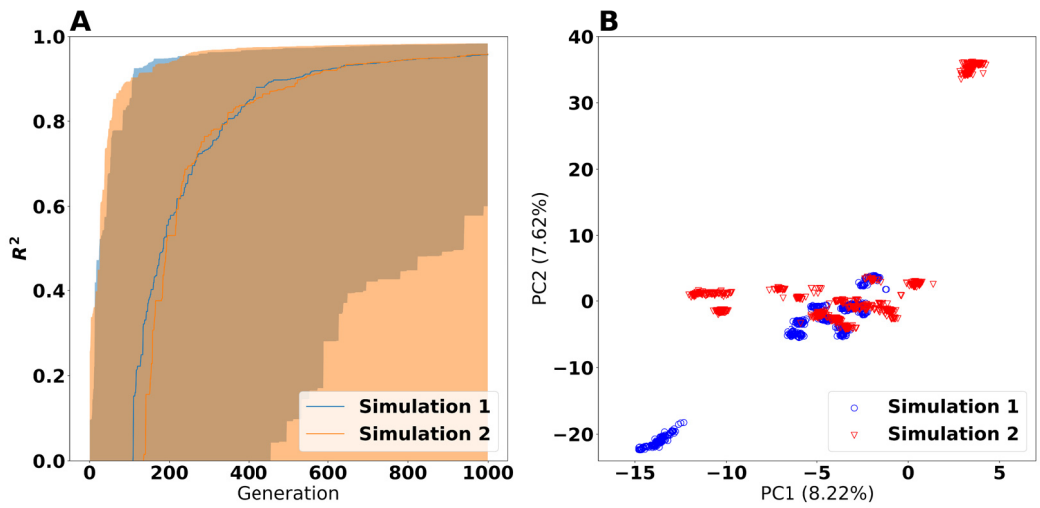 A
1.0
0.8
0.6
0.4
0.2
0.0
R²
0
200
400
600
800
1000
Generation
Simulation 1
Simulation 2
B
40
30
20
10
0
−10
−20
PC2 (7.62%)
−15
−10
−5
0
5
PC1 (8.22%)
Simulation 1
Simulation 2